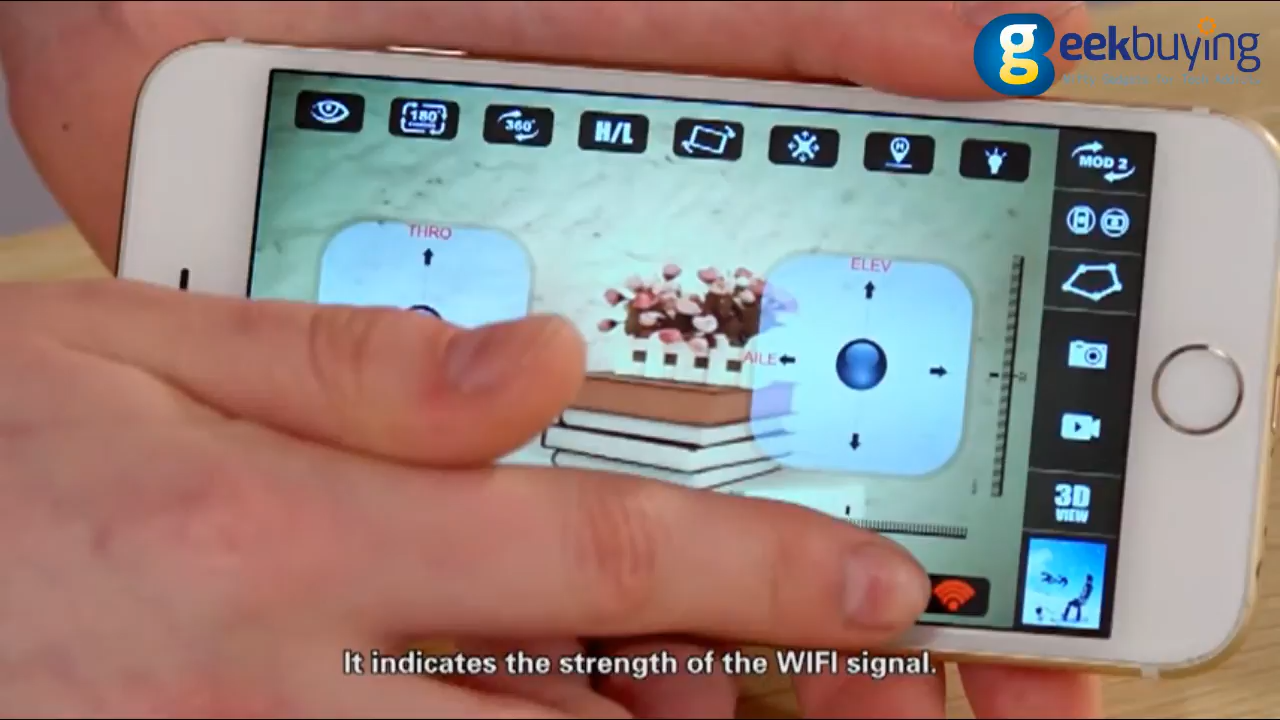 geekbuying
180°
360°
H/L
H
MOD 2
THRO
ELEV
AILE
3D
VIEW
It indicates the strength of the WIFI signal.